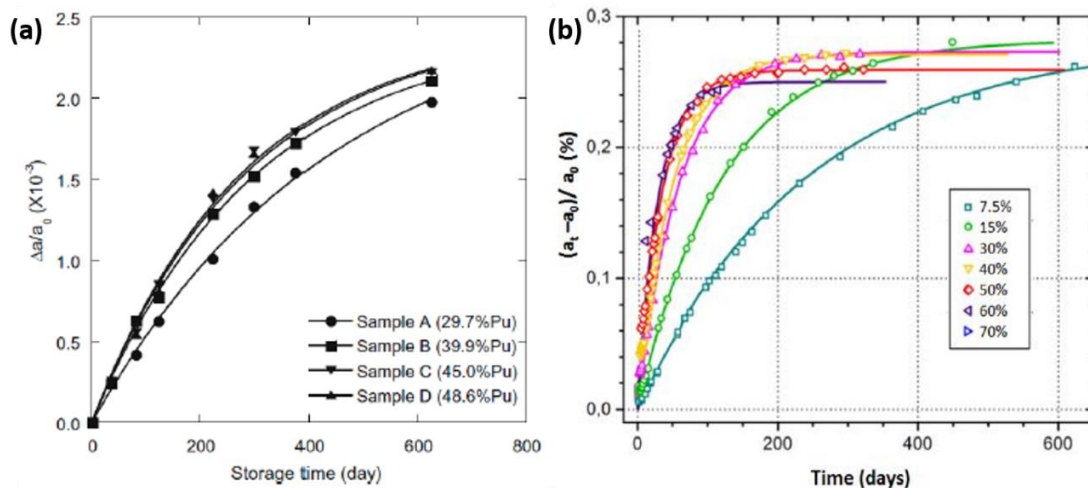 (a)
2.5
2.0
1.5
1.0
0.5
0.0
Δa/a₀ (X10⁻³)
0 200 400 600 800
Storage time (day)
Sample A (29.7%Pu)
Sample B (39.9%Pu)
Sample C (45.0%Pu)
Sample D (48.6%Pu)
(b)
0,3
0,2
0,1
0,0
(aₜ –a₀)/ a₀ (%)
0 200 400 600
Time (days)
7.5%
15%
30%
40%
50%
60%
70%